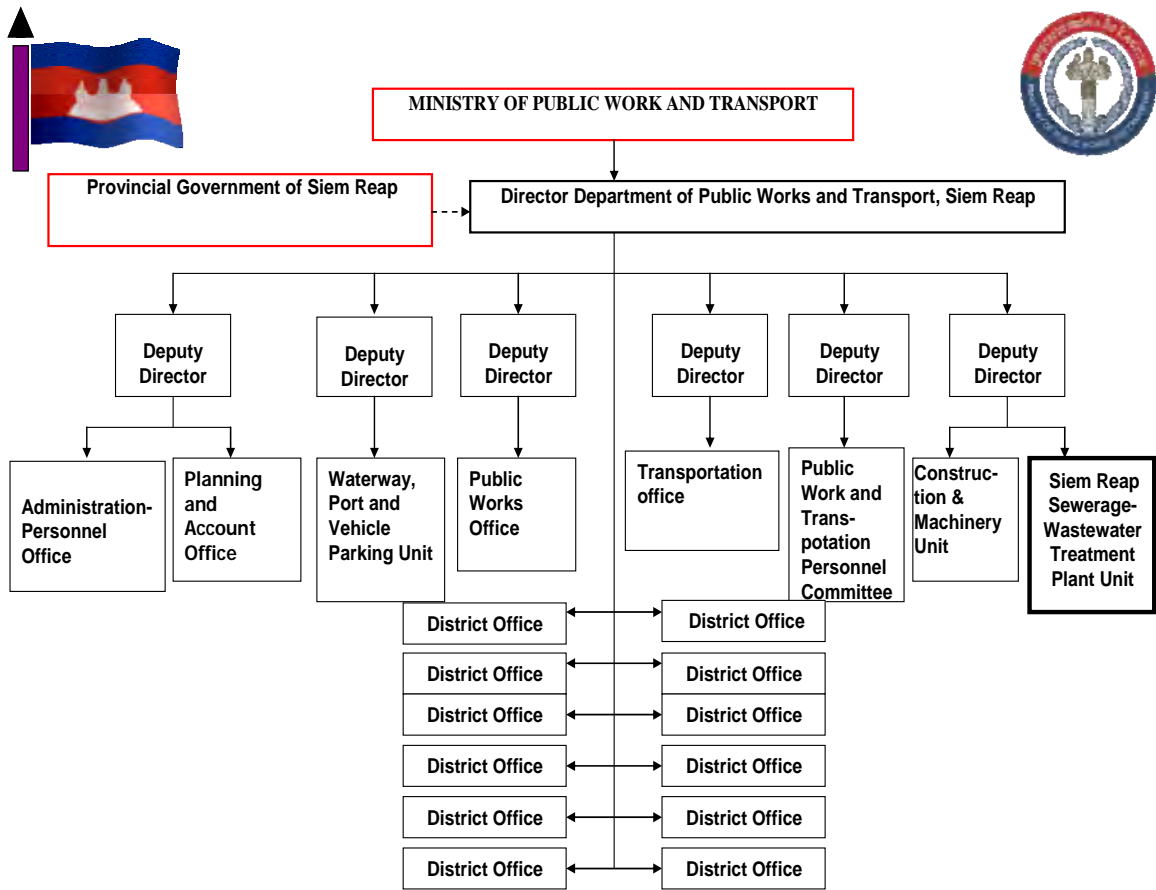 MINISTRY OF PUBLIC WORK AND TRANSPORT
Provincial Government of Siem Reap
Director Department of Public Works and Transport, Siem Reap
Deputy
Director
Deputy
Director
Deputy
Director
Deputy
Director
Deputy
Director
Deputy
Director
Administration-
Personnel
Office
Planning
and
Account
Office
Waterway,
Port and
Vehicle
Parking Unit
Public
Works
Office
Transportation
office
Public
Work and
Trans-
potation
Personnel
Committee
Construc-
tion &
Machinery
Unit
Siem Reap
Sewerage-
Wastewater
Treatment
Plant Unit
District Office
District Office
District Office
District Office
District Office
District Office
District Office
District Office
District Office
District Office
District Office
District Office